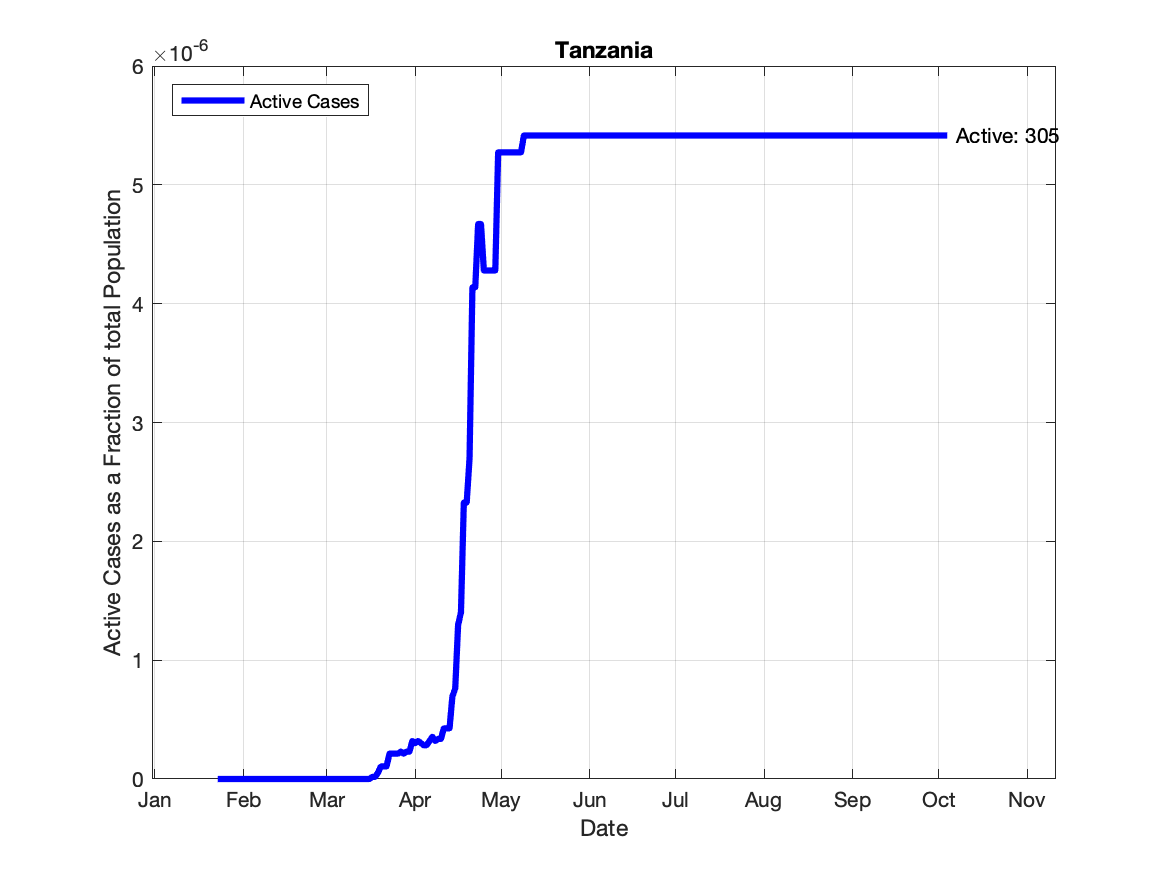 Tanzania
×10-6
Active Cases
Active: 305
6
5
4
3
2
1
0
Active Cases as a Fraction of total Population
Jan Feb Mar Apr May Jun Jul Aug Sep Oct Nov
Date